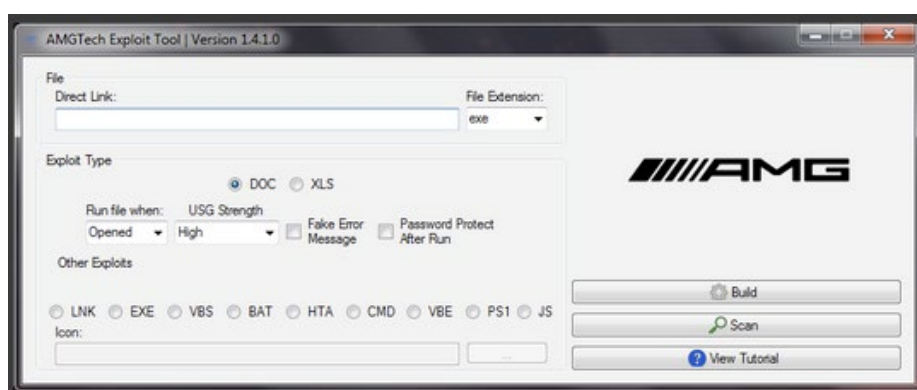 AMGTech Exploit Tool | Version 1.4.1.0
File
Direct Link: File Extension:
exe
Exploit Type
DOC XLS
Run file when: USG Strength
Opened High Fake Error Message Password Protect After Run
Other Exploits
LNK EXE VBS BAT HTA CMD VBE PS1 JS
Icon:
...
AMG
Build
Scan
? View Tutorial